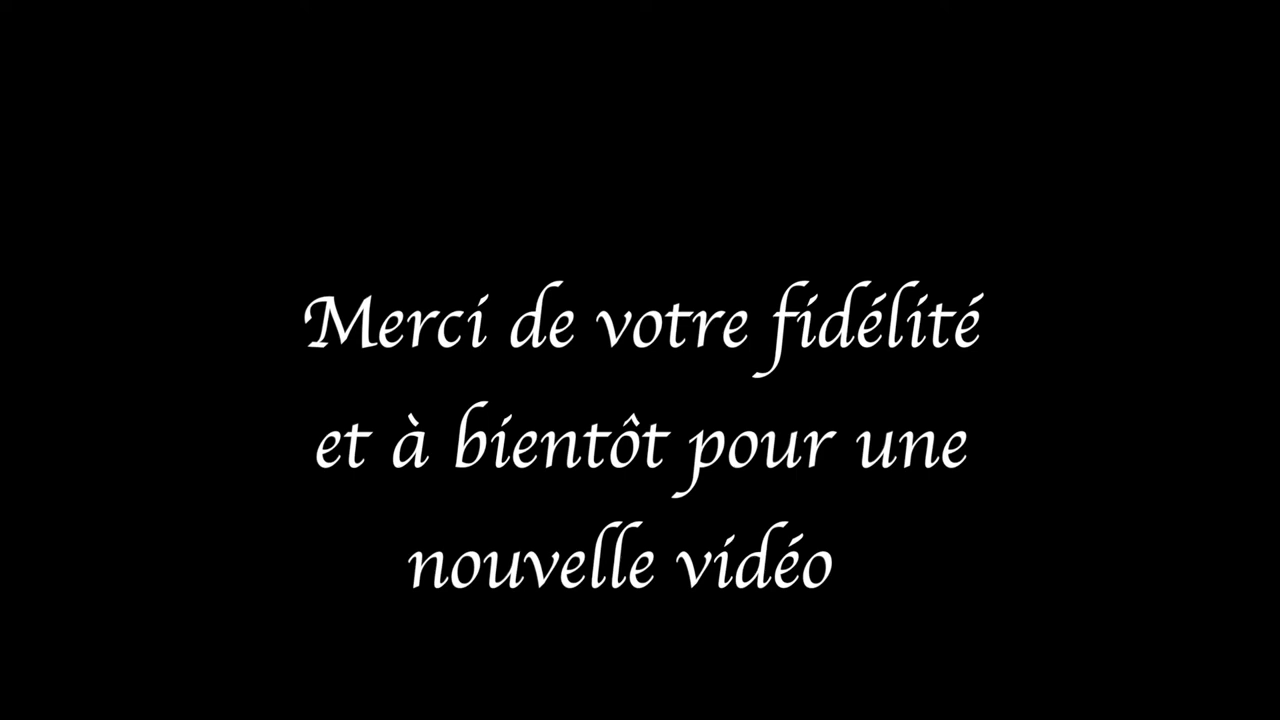 Merci de votre fidélité
et à bientôt pour une
nouvelle vidéo